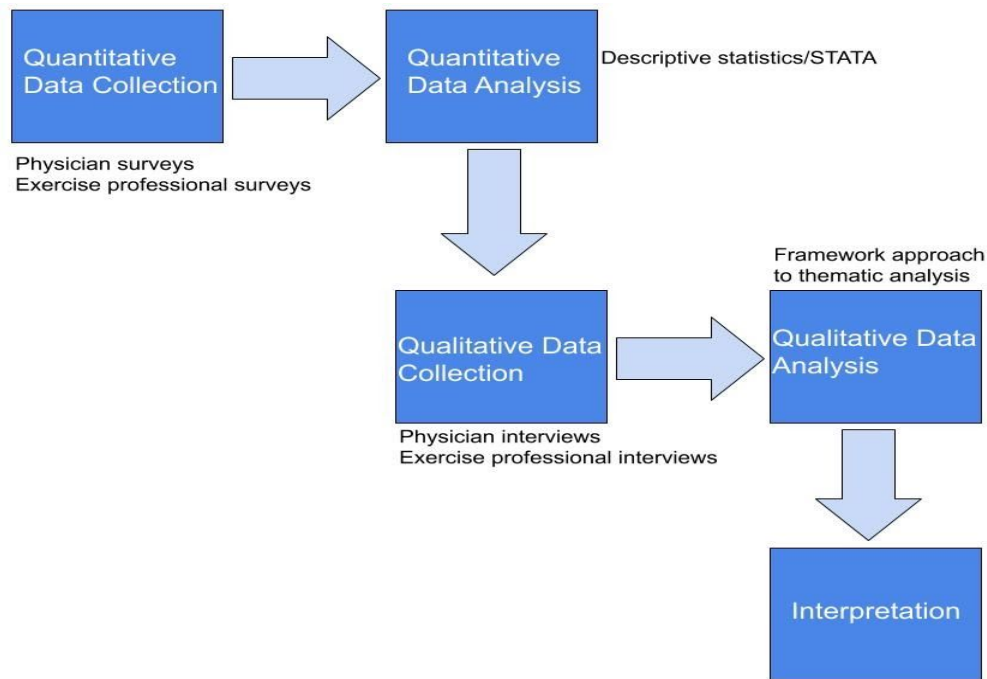 Quantitative
Data Collection
Physician surveys
Exercise professional surveys
Quantitative
Data Analysis
Descriptive statistics/STATA
Qualitative Data
Collection
Physician interviews
Exercise professional interviews
Framework approach
to thematic analysis
Qualitative Data
Analysis
Interpretation